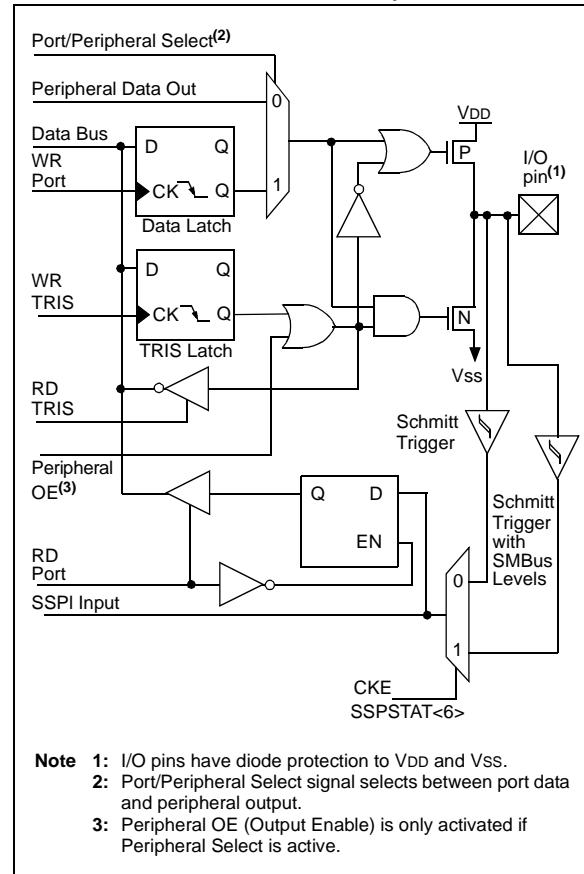 Port/Peripheral Select(2)
Peripheral Data Out
0
VDD
Data Bus
D
Q
P
I/O
pin(1)
WR
Port
CK
Q
1
Data Latch
D
Q
WR
TRIS
CK
Q
N
TRIS Latch
Vss
RD
TRIS
Schmitt
Trigger
Peripheral
OE(3)
Q
D
EN
Schmitt
Trigger
with
SMBus
Levels
RD
Port
0
SSPI Input
1
CKE
SSPSTAT<6>
Note 1: I/O pins have diode protection to VDD and VSS.
2: Port/Peripheral Select signal selects between port data
and peripheral output.
3: Peripheral OE (Output Enable) is only activated if
Peripheral Select is active.